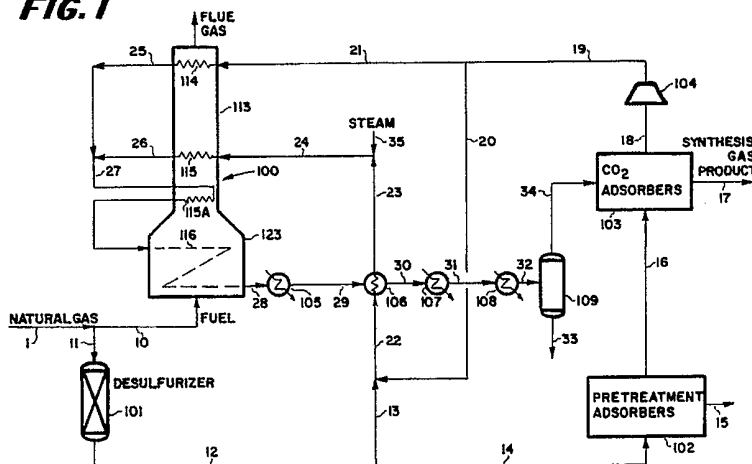 FIG. 1
FLUE
GAS
25
114
21
19
113
104
20
STEAM
35
18
SYNTHESIS
GAS
PRODUCT
26
115
24
27
100
CO2
ADSORBERS
17
34
103
23
115A
116
123
16
30
31
32
28
105
29
106
107
108
109
NATURAL GAS
FUEL
1
11
10
22
33
DESULFURIZER
101
13
PRETREATMENT
ADSORBERS
15
102
12
14